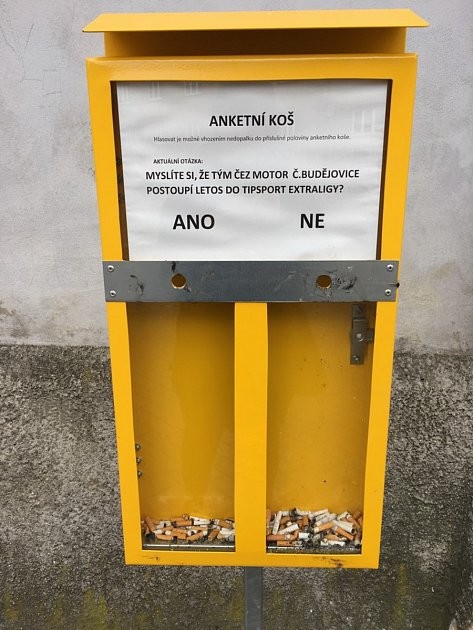 ANKETNÍ KOŠ
Hlasovat je možné vhozením nedopalku do příslušné poloviny anketního koše.
AKTUÁLNÍ OTÁZKA:
MYSLÍTE SI, ŽE TÝM ČEZ MOTOR Č.BUDĚJOVICE
POSTOUPÍ LETOS DO TIPSPORT EXTRALIGY?
ANO NE